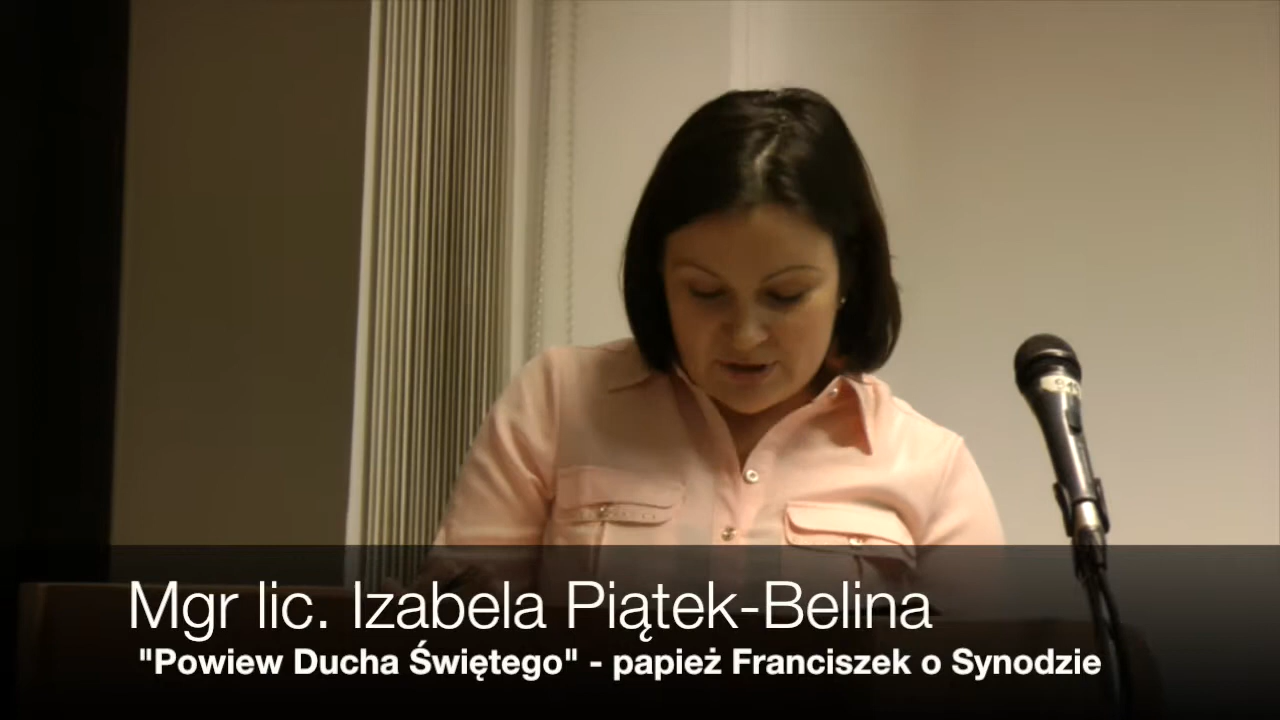 Mgr lic. Izabela Piątek-Belina
"Powiew Ducha Świętego" - papież Franciszek o Synodzie